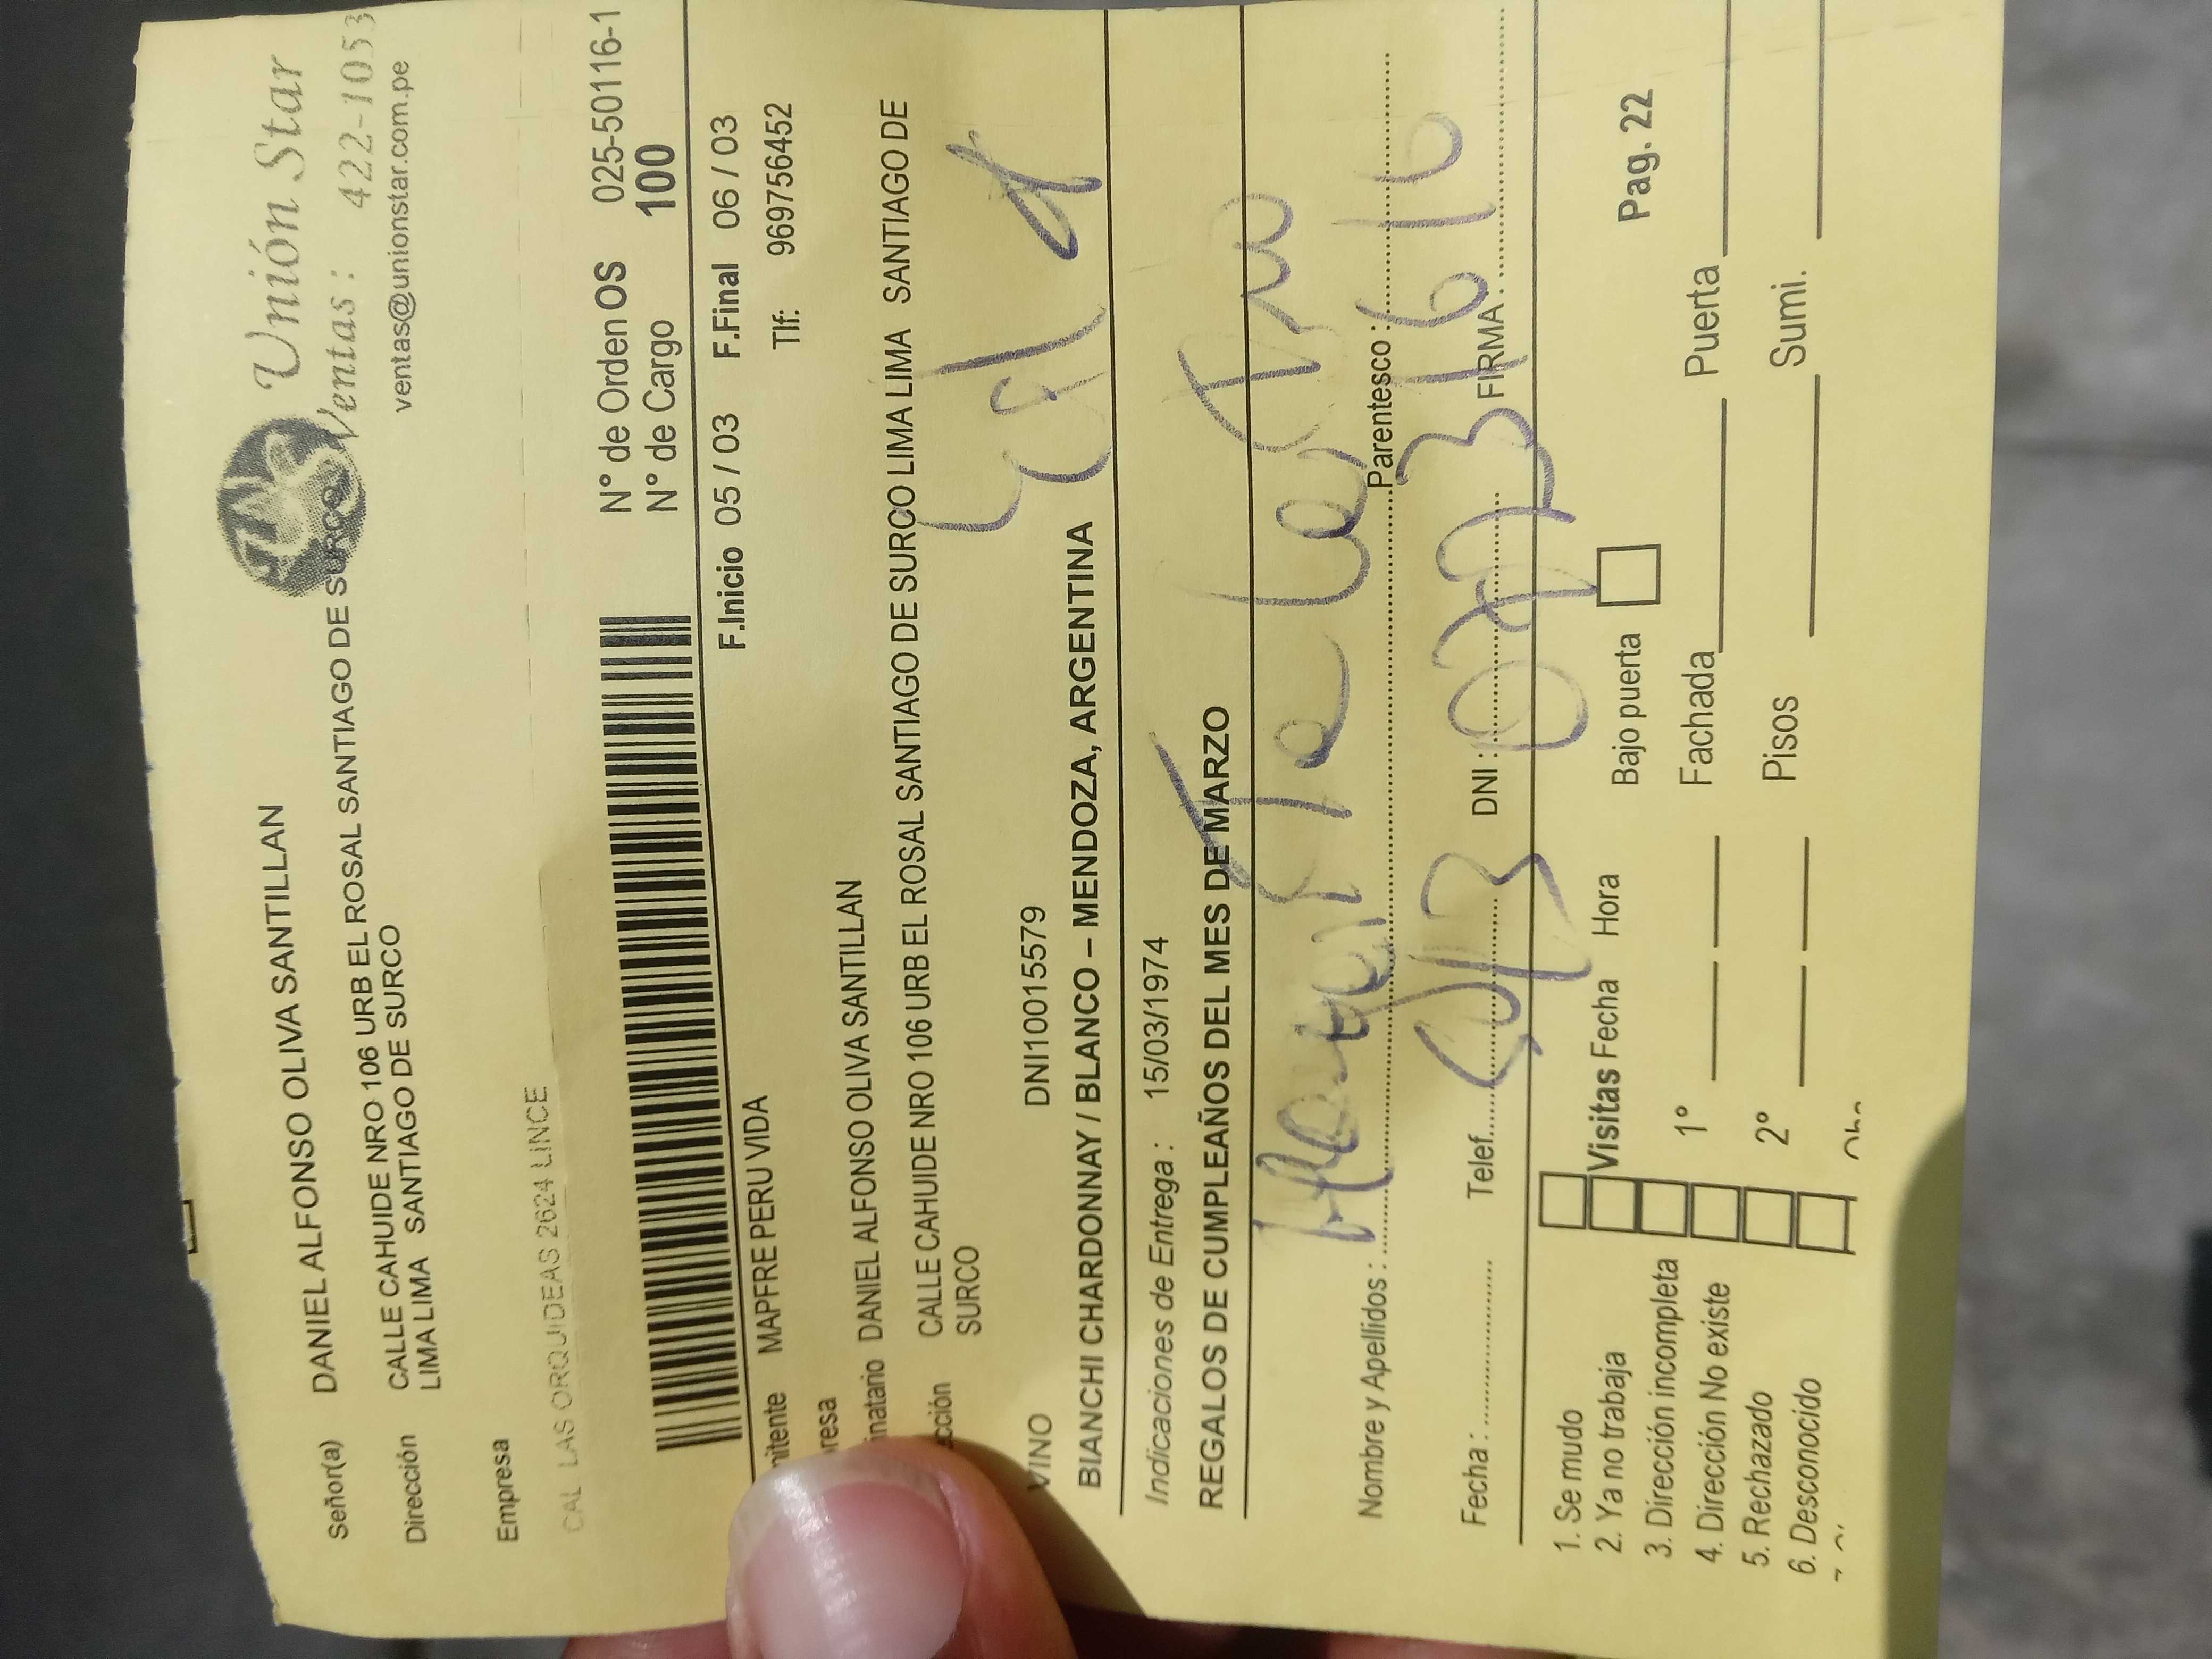 Unión Star
Ventas: 422-1053
ventas@unionstar.com.pe
Señor(a) DANIEL ALFONSO OLIVA SANTILLAN
Dirección CALLE CAHUIDE NRO 106 URB EL ROSAL SANTIAGO DE SURCO
LIMA LIMA SANTIAGO DE SURCO
Empresa
CAL LAS ORQUIDEAS 2624 LINCE
N° de Orden OS 025-50116-1
N° de Cargo 100
F.Inicio 05 / 03 F.Final 06 / 03
MAPFRE PERU VIDA Tlf: 969756452
DANIEL ALFONSO OLIVA SANTILLAN
CALLE CAHUIDE NRO 106 URB EL ROSAL SANTIAGO DE SURCO LIMA LIMA SANTIAGO DE
SURCO
VINO DNI10015579
BIANCHI CHARDONNAY / BLANCO – MENDOZA, ARGENTINA
Indicaciones de Entrega : 15/03/1974
REGALOS DE CUMPLEAÑOS DEL MES DE MARZO
Nombre y Apellidos : Parentesco :
Fecha : Telef. DNI : FIRMA :
1. Se mudo
2. Ya no trabaja
3. Dirección incompleta
4. Dirección No existe
5. Rechazado
6. Desconocido
Visitas Fecha Hora
1°
2°
Bajo puerta Pag. 22
Fachada Puerta
Pisos Sumi.